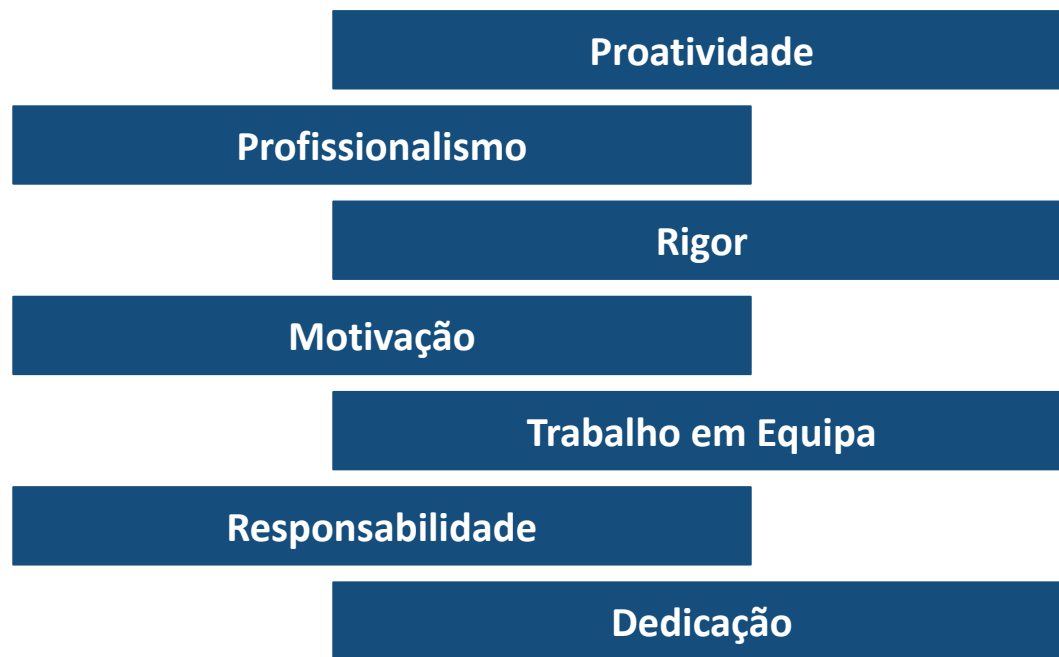 Proatividade
Profissionalismo
Rigor
Motivação
Trabalho em Equipa
Responsabilidade
Dedicação